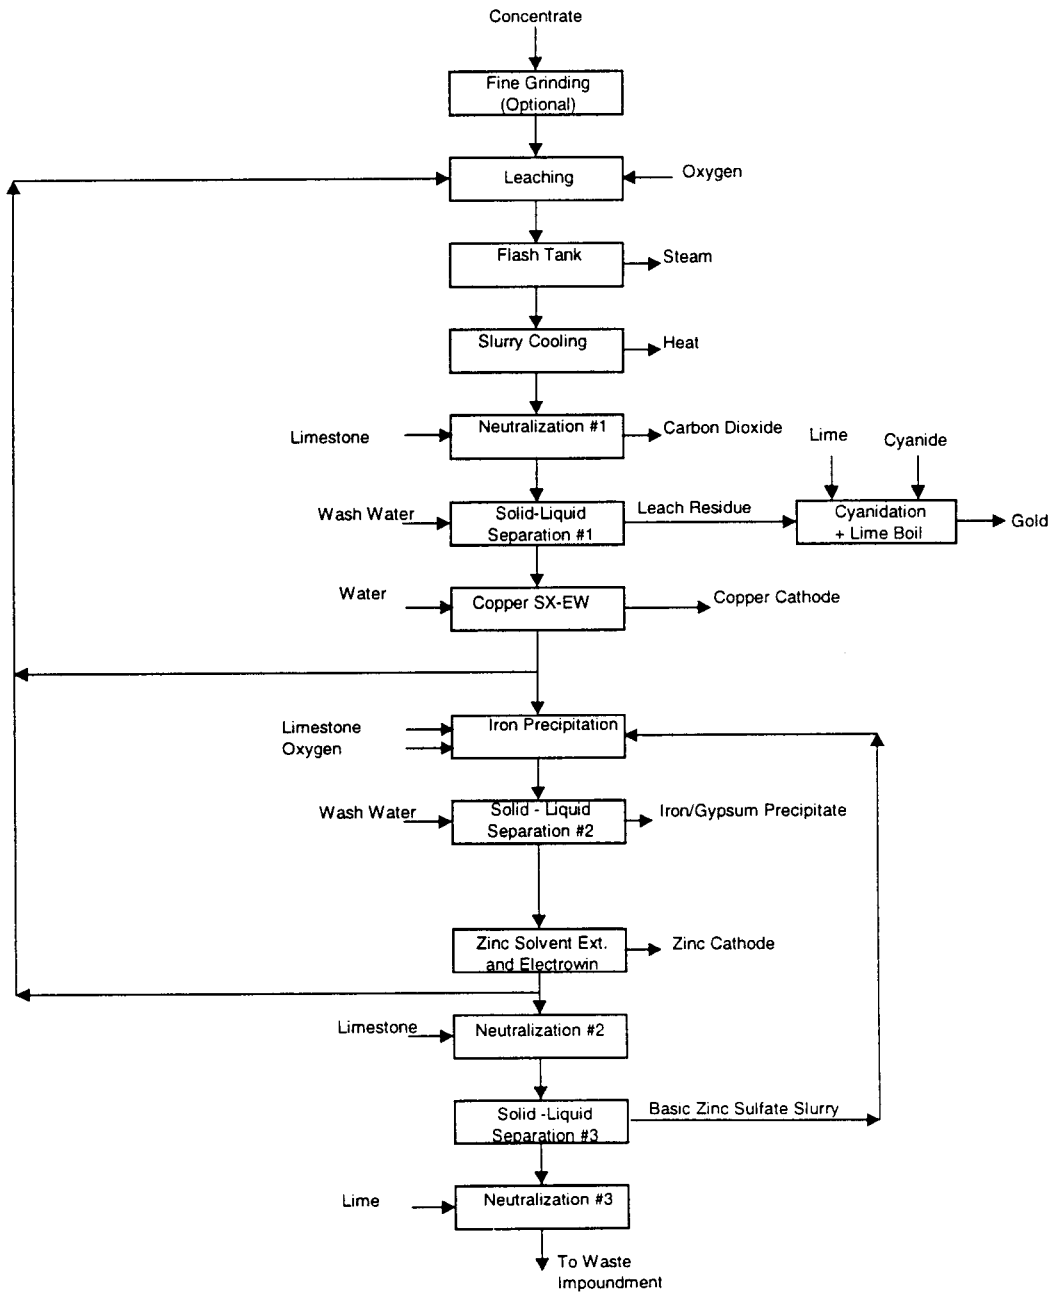 Concentrate
Fine Grinding
(Optional)
Leaching
Oxygen
Flash Tank
Steam
Slurry Cooling
Heat
Limestone
Neutralization #1
Carbon Dioxide
Lime
Cyanide
Wash Water
Solid-Liquid
Separation #1
Leach Residue
Cyanidation
+ Lime Boil
Gold
Water
Copper SX-EW
Copper Cathode
Limestone
Oxygen
Iron Precipitation
Wash Water
Solid - Liquid
Separation #2
Iron/Gypsum Precipitate
Zinc Solvent Ext.
and Electrowin
Zinc Cathode
Limestone
Neutralization #2
Solid -Liquid
Separation #3
Basic Zinc Sulfate Slurry
Lime
Neutralization #3
To Waste
Impoundment